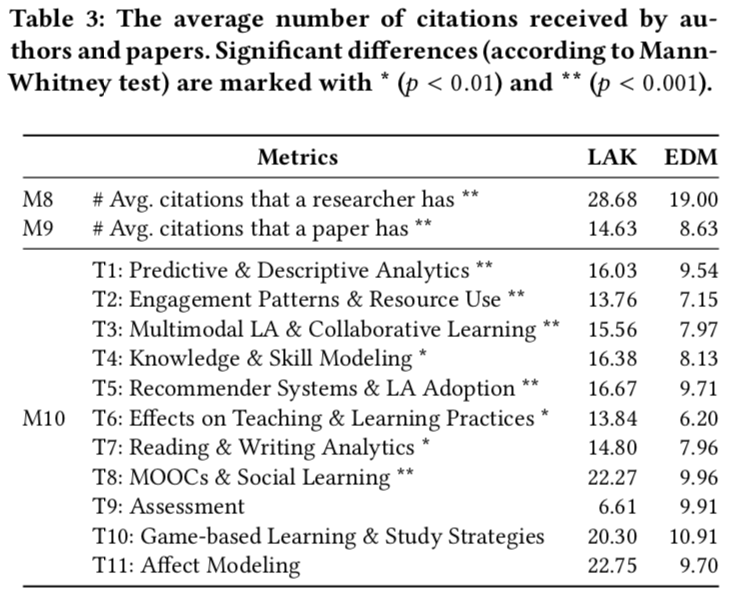 Table 3: The average number of citations received by au-
thors and papers. Significant differences (according to Mann-
Whitney test) are marked with * (p < 0.01) and ** (p < 0.001).
Metrics LAK EDM
M8 # Avg. citations that a researcher has ** 28.68 19.00
M9 # Avg. citations that a paper has ** 14.63 8.63
T1: Predictive & Descriptive Analytics ** 16.03 9.54
T2: Engagement Patterns & Resource Use ** 13.76 7.15
T3: Multimodal LA & Collaborative Learning ** 15.56 7.97
T4: Knowledge & Skill Modeling * 16.38 8.13
T5: Recommender Systems & LA Adoption ** 16.67 9.71
M10 T6: Effects on Teaching & Learning Practices * 13.84 6.20
T7: Reading & Writing Analytics * 14.80 7.96
T8: MOOCs & Social Learning ** 22.27 9.96
T9: Assessment 6.61 9.91
T10: Game-based Learning & Study Strategies 20.30 10.91
T11: Affect Modeling 22.75 9.70